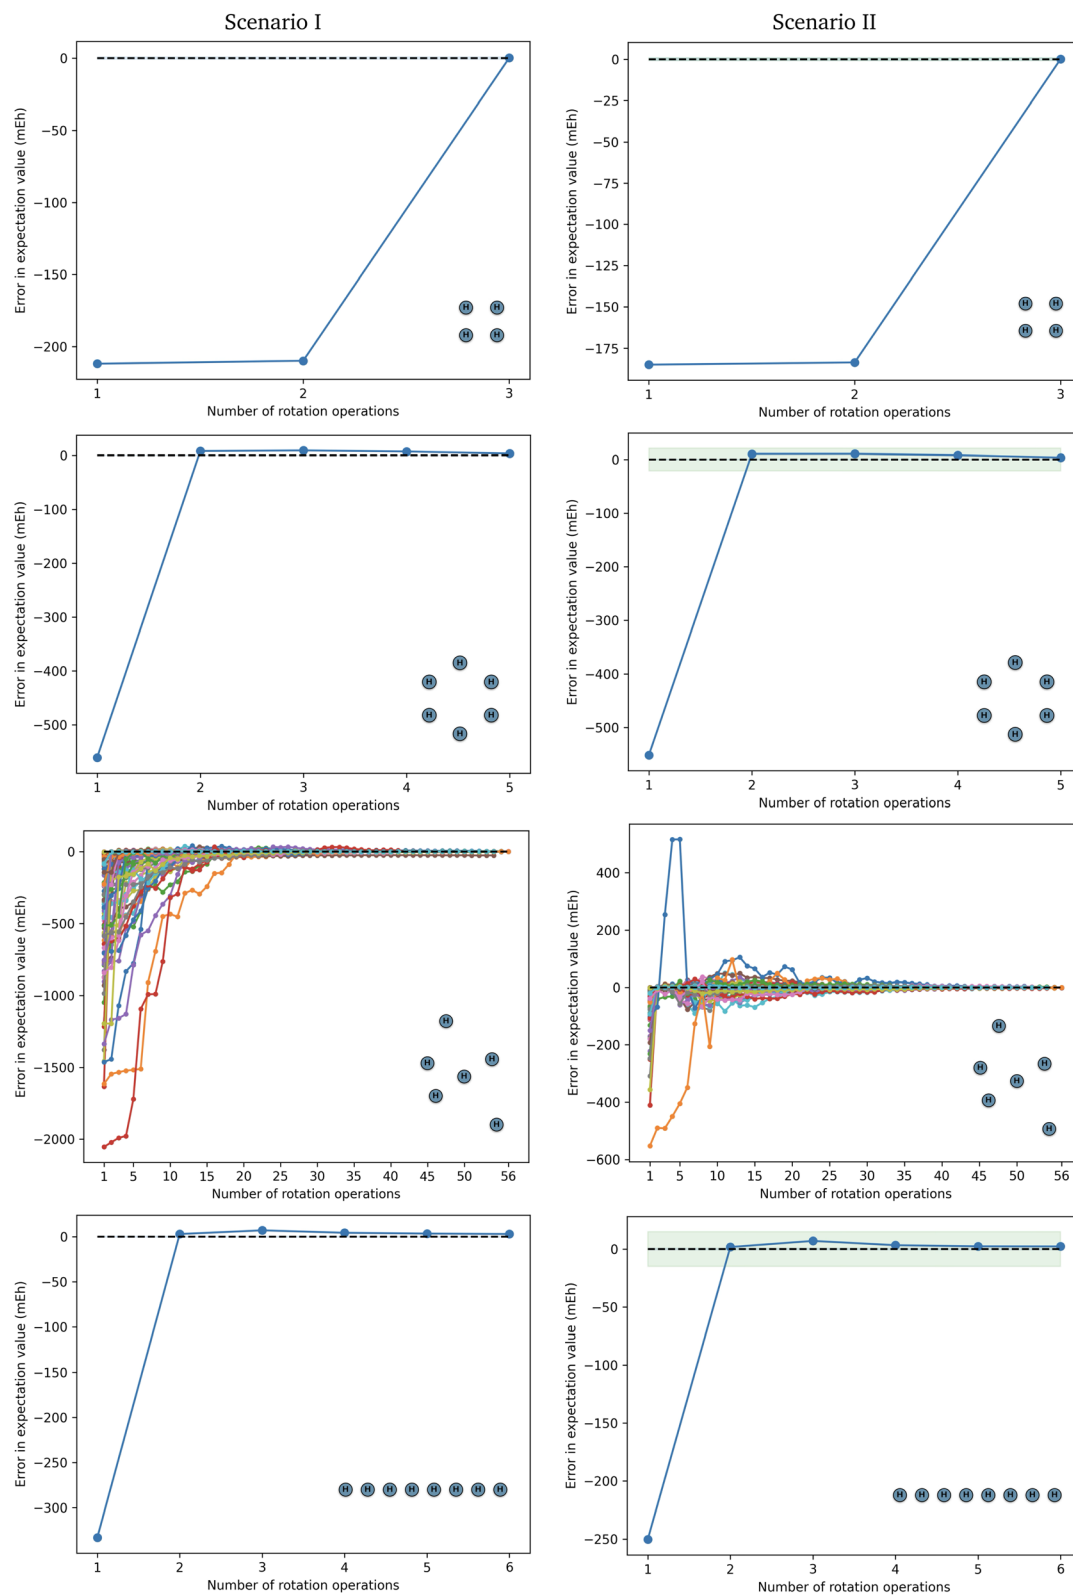 Scenario I
Scenario II
0
−50
−100
−150
−200
Error in expectation value (mEh)
H H
H H
1 2 3
Number of rotation operations
0
−25
−50
−75
−100
−125
−150
−175
Error in expectation value (mEh)
H H
H H
1 2 3
Number of rotation operations
0
−100
−200
−300
−400
−500
Error in expectation value (mEh)
H
H H
H H
H
1 2 3 4 5
Number of rotation operations
0
−100
−200
−300
−400
−500
Error in expectation value (mEh)
H
H H
H H
H
1 2 3 4 5
Number of rotation operations
0
−500
−1000
−1500
−2000
Error in expectation value (mEh)
H
H H
H
H
H
1 5 10 15 20 25 30 35 40 45 50 56
Number of rotation operations
400
200
0
−200
−400
−600
Error in expectation value (mEh)
H
H H
H
H
H
1 5 10 15 20 25 30 35 40 45 50 56
Number of rotation operations
0
−50
−100
−150
−200
−250
−300
Error in expectation value (mEh)
H H H H H H H H
1 2 3 4 5 6
Number of rotation operations
0
−50
−100
−150
−200
−250
Error in expectation value (mEh)
H H H H H H H H
1 2 3 4 5 6
Number of rotation operations